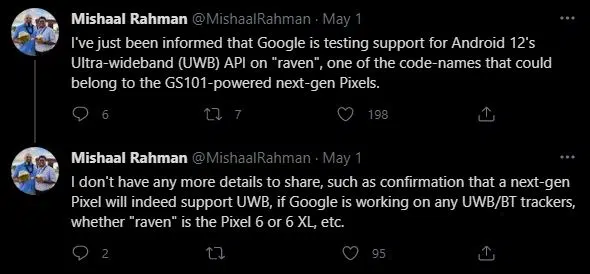 Mishaal Rahman @MishaalRahman · May 1
I've just been informed that Google is testing support for Android 12's
Ultra-wideband (UWB) API on "raven", one of the code-names that could
belong to the GS101-powered next-gen Pixels.
6 7 198
Mishaal Rahman @MishaalRahman · May 1
I don't have any more details to share, such as confirmation that a next-gen
Pixel will indeed support UWB, if Google is working on any UWB/BT trackers,
whether "raven" is the Pixel 6 or 6 XL, etc.
2 95